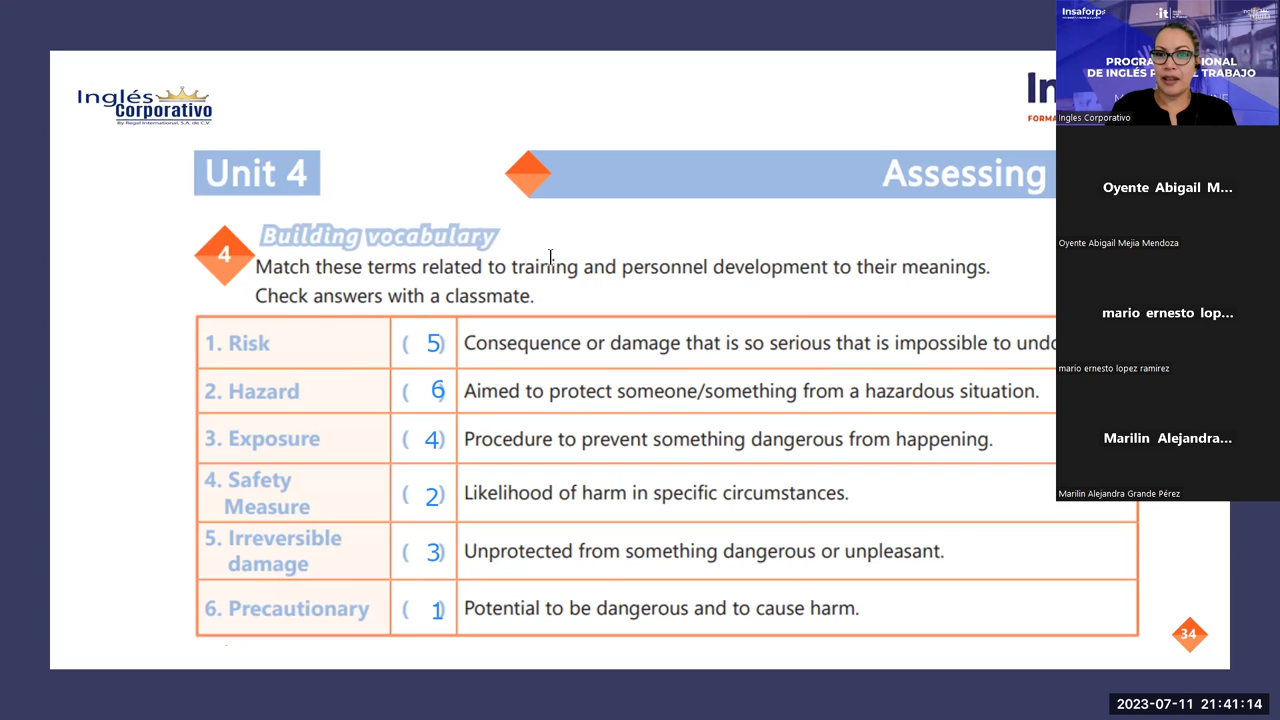 Inglés
Corporativo
By Regal International, S.A. de C.V.
FORMA
Unit 4
Assessing
4
Building vocabulary
Match these terms related to training and personnel development to their meanings.
Check answers with a classmate.
1. Risk ( 5) Consequence or damage that is so serious that is impossible to undo
2. Hazard ( 6) Aimed to protect someone/something from a hazardous situation.
3. Exposure ( 4) Procedure to prevent something dangerous from happening.
4. Safety
Measure ( 2) Likelihood of harm in specific circumstances.
5. Irreversible
damage ( 3) Unprotected from something dangerous or unpleasant.
6. Precautionary ( 1) Potential to be dangerous and to cause harm.
34
Insaforp
Ingles Corporativo
Oyente Abigail M...
Oyente Abigail Mejia Mendoza
mario ernesto lop...
mario ernesto lopez ramirez
Marilin Alejandra...
Marilin Alejandra Grande Pérez
2023-07-11 21:41:14